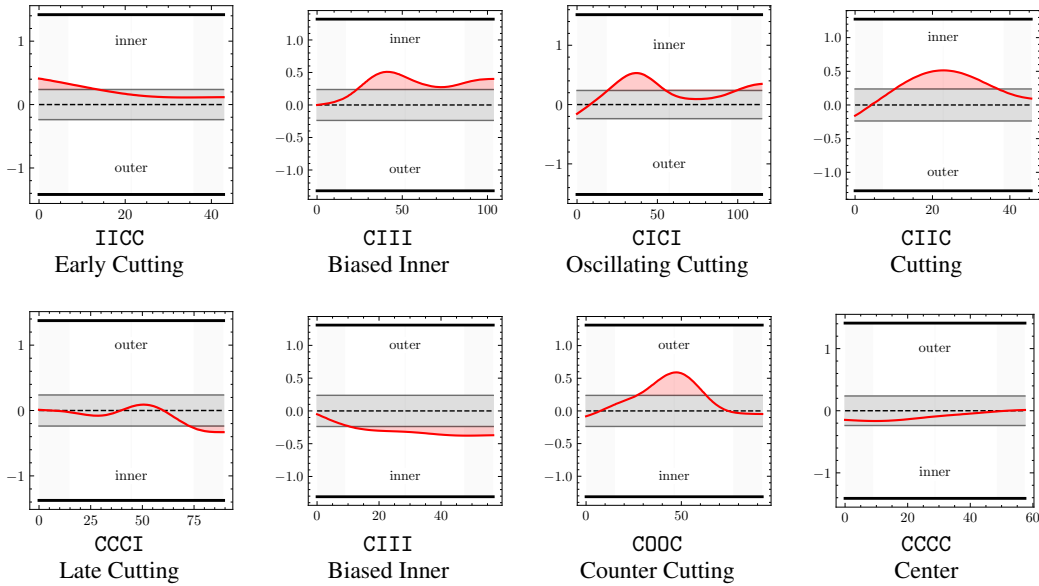 inner
outer
1
0
−1
0
20
40
IICC
Early Cutting
inner
outer
1.0
0.5
0.0
−0.5
−1.0
0
50
100
CIII
Biased Inner
inner
outer
1
0
−1
0
50
100
CICI
Oscillating Cutting
inner
outer
1.0
0.5
0.0
−0.5
−1.0
0
20
40
CIIC
Cutting
outer
inner
1
0
−1
0
25
50
75
CCCI
Late Cutting
outer
inner
1.0
0.5
0.0
−0.5
−1.0
0
20
40
CIII
Biased Inner
outer
inner
1.0
0.5
0.0
−0.5
−1.0
0
50
COOC
Counter Cutting
outer
inner
1
0
−1
0
20
40
60
CCCC
Center